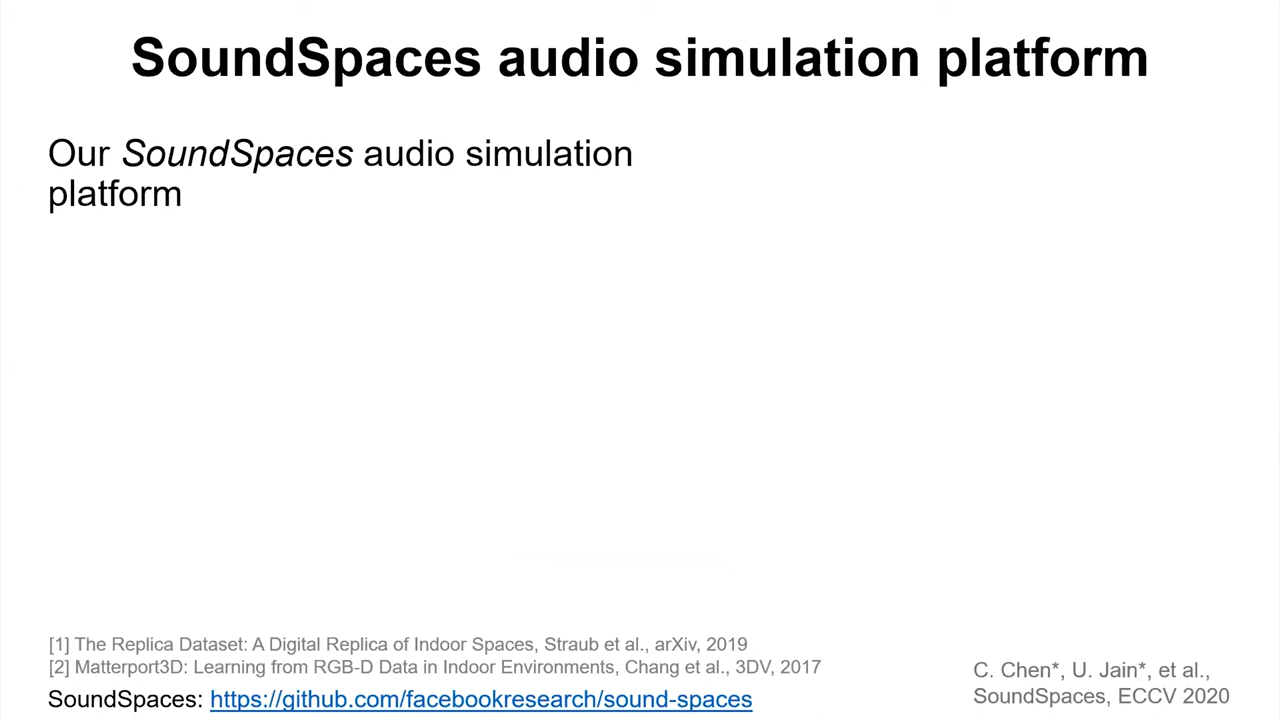 SoundSpaces audio simulation platform
Our SoundSpaces audio simulation
platform
[1] The Replica Dataset: A Digital Replica of Indoor Spaces, Straub et al., arXiv, 2019
[2] Matterport3D: Learning from RGB-D Data in Indoor Environments, Chang et al., 3DV, 2017
SoundSpaces: https://github.com/facebookresearch/sound-spaces
C. Chen*, U. Jain*, et al.,
SoundSpaces, ECCV 2020